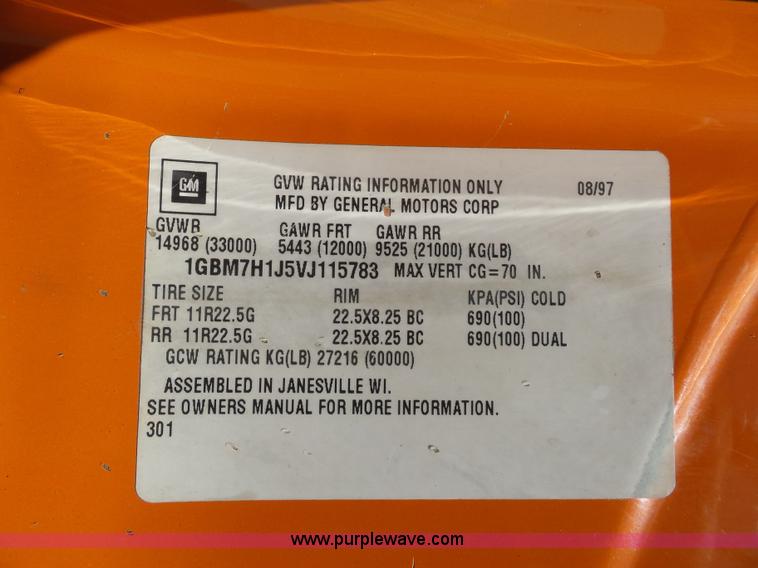 GM
GVW RATING INFORMATION ONLY 08/97
MFD BY GENERAL MOTORS CORP
GVWR GAWR FRT GAWR RR
14968 (33000) 5443 (12000) 9525 (21000) KG(LB)
1GBM7H1J5VJ115783 MAX VERT CG=70 IN.
TIRE SIZE RIM KPA(PSI) COLD
FRT 11R22.5G 22.5X8.25 BC 690(100)
RR 11R22.5G 22.5X8.25 BC 690(100) DUAL
GCW RATING KG(LB) 27216 (60000)
ASSEMBLED IN JANESVILLE WI.
SEE OWNERS MANUAL FOR MORE INFORMATION.
301
www.purplewave.com